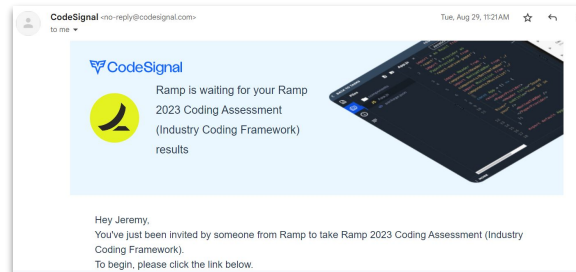 CodeSignal <no-reply@codesignal.com>
Tue, Aug 29, 11:21 AM
to me
CodeSignal
Ramp is waiting for your Ramp
2023 Coding Assessment
(Industry Coding Framework)
results
Hey Jeremy,
You've just been invited by someone from Ramp to take Ramp 2023 Coding Assessment (Industry
Coding Framework).
To begin, please click the link below.